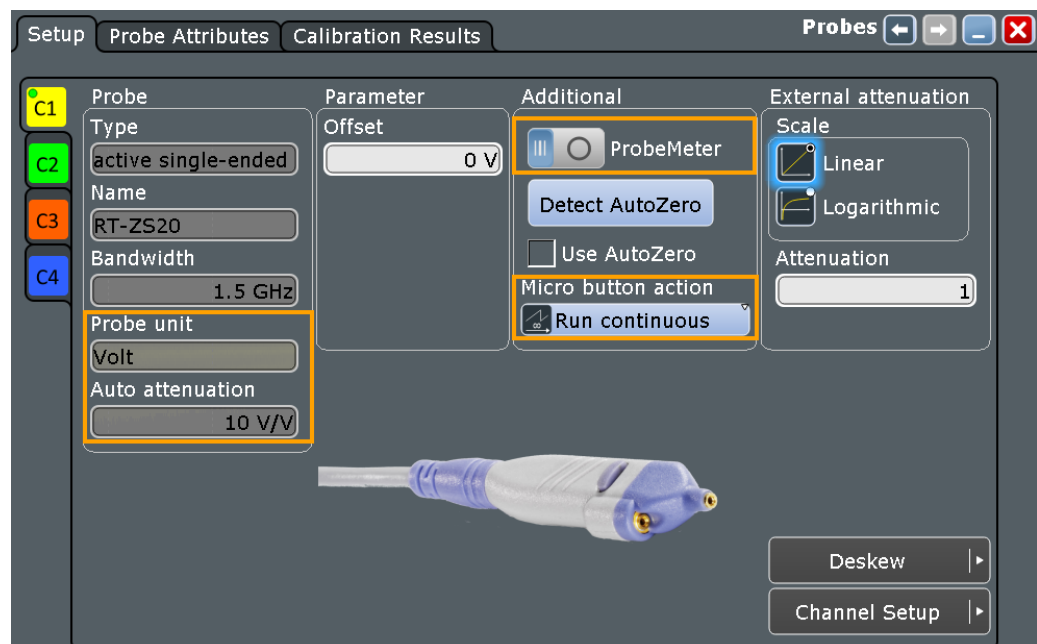 Setup Probe Attributes Calibration Results Probes
C1
C2
C3
C4
Probe
Type
active single-ended
Name
RT-ZS20
Bandwidth
1.5 GHz
Probe unit
Volt
Auto attenuation
10 V/V
Parameter
Offset
0 V
Additional
ProbeMeter
Detect AutoZero
Use AutoZero
Micro button action
Run continuous
External attenuation
Scale
Linear
Logarithmic
Attenuation
1
Deskew
Channel Setup